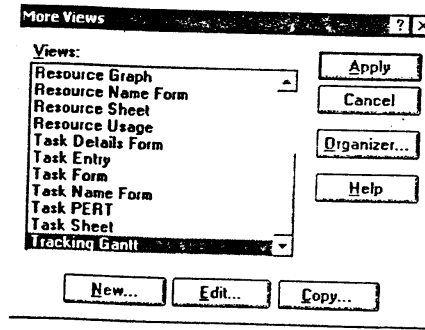 More Views
? ×
Views:
Resource Graph
Resource Name Form
Resource Sheet
Resource Usage
Task Details Form
Task Entry
Task Form
Task Name Form
Task PERT
Task Sheet
Tracking Gantt
Apply
Cancel
Organizer...
Help
New...
Edit...
Copy...